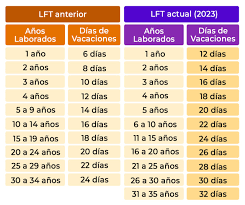 LFT anterior LFT actual (2023)
Años Laborados Días de Vacaciones Años Laborados Días de Vacaciones
1 año 6 días 1 año 12 días
2 años 8 días 2 años 14 días
3 años 10 días 3 años 16 días
4 años 12 días 4 años 18 días
5 a 9 años 14 días 5 años 20 días
10 a 14 años 16 días 6 a 10 años 22 días
15 a 19 años 18 días 11 a 15 años 24 días
20 a 24 años 20 días 16 a 20 años 26 días
25 a 29 años 22 días 21 a 25 años 28 días
30 a 34 años 24 días 26 a 30 años 30 días
31 a 35 años 32 días